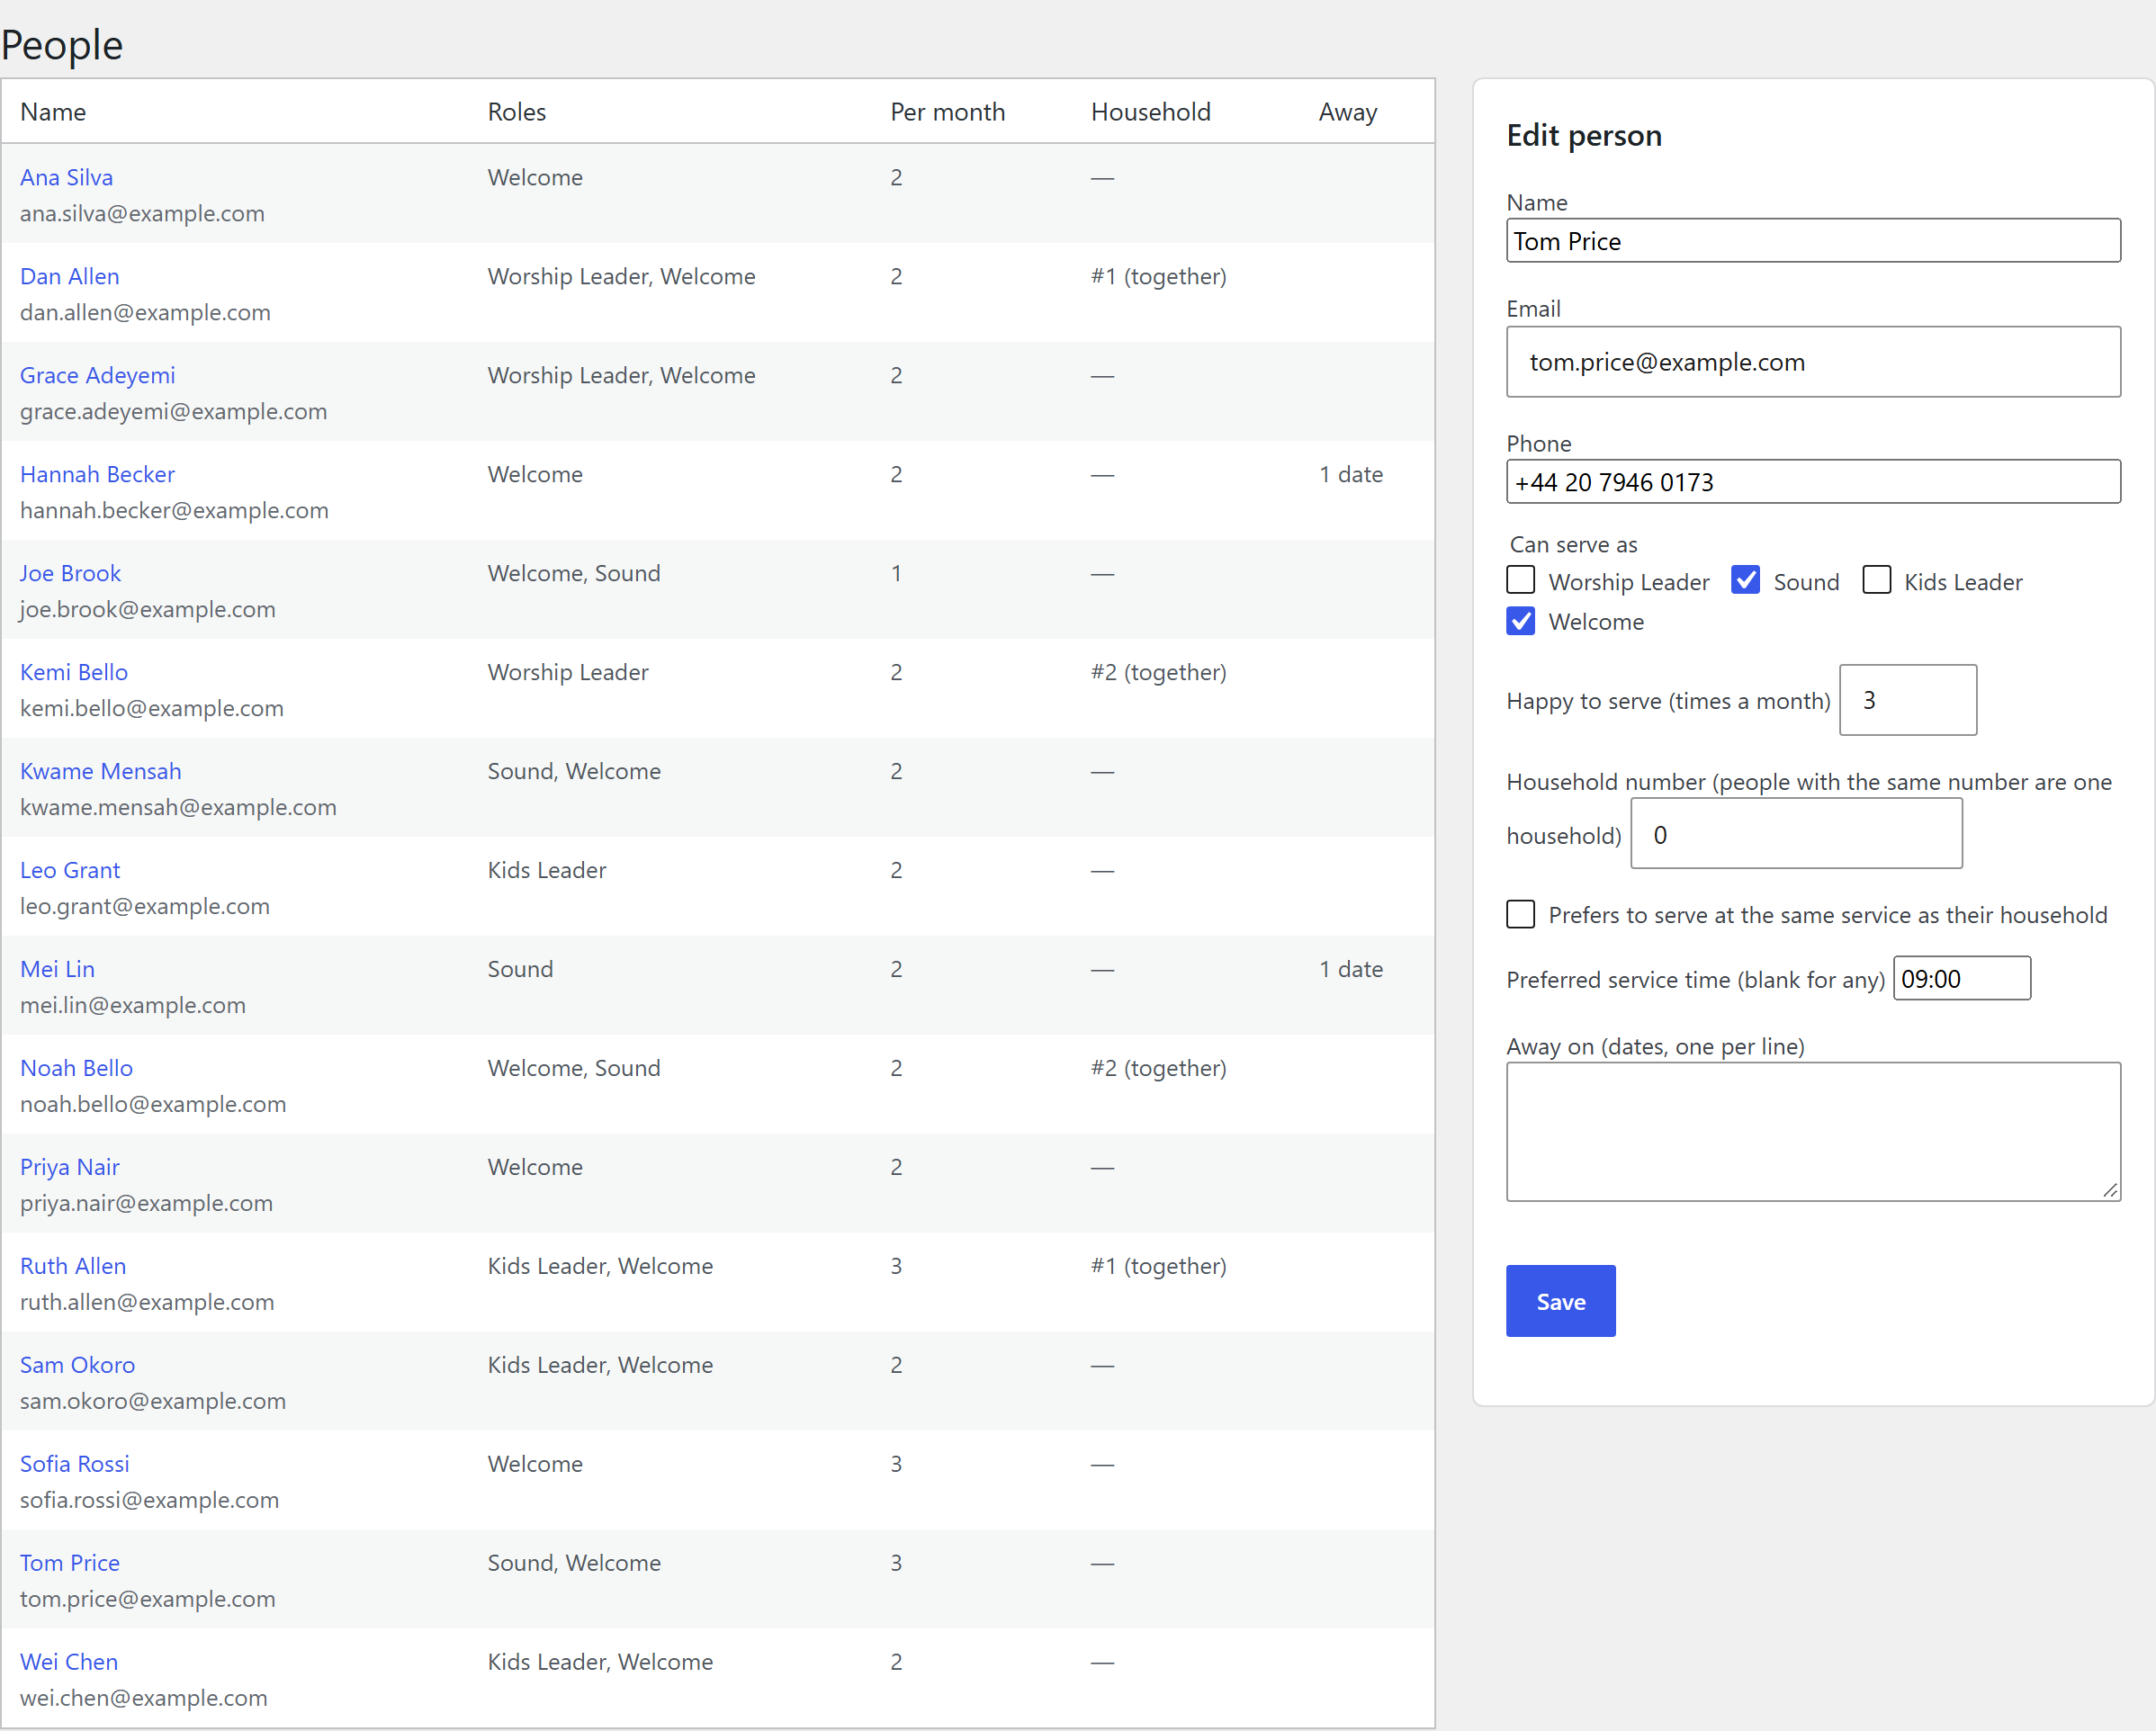 People
Name Roles Per month Household Away
Ana Silva Welcome 2 —
ana.silva@example.com
Dan Allen Worship Leader, Welcome 2 #1 (together)
dan.allen@example.com
Grace Adeyemi Worship Leader, Welcome 2 —
grace.adeyemi@example.com
Hannah Becker Welcome 2 — 1 date
hannah.becker@example.com
Joe Brook Welcome, Sound 1 —
joe.brook@example.com
Kemi Bello Worship Leader 2 #2 (together)
kemi.bello@example.com
Kwame Mensah Sound, Welcome 2 —
kwame.mensah@example.com
Leo Grant Kids Leader 2 —
leo.grant@example.com
Mei Lin Sound 2 — 1 date
mei.lin@example.com
Noah Bello Welcome, Sound 2 #2 (together)
noah.bello@example.com
Priya Nair Welcome 2 —
priya.nair@example.com
Ruth Allen Kids Leader, Welcome 3 #1 (together)
ruth.allen@example.com
Sam Okoro Kids Leader, Welcome 2 —
sam.okoro@example.com
Sofia Rossi Welcome 3 —
sofia.rossi@example.com
Tom Price Sound, Welcome 3 —
tom.price@example.com
Wei Chen Kids Leader, Welcome 2 —
wei.chen@example.com
Edit person
Name
Tom Price
Email
tom.price@example.com
Phone
+44 20 7946 0173
Can serve as
Worship Leader Sound Kids Leader
Welcome
Happy to serve (times a month) 3
Household number (people with the same number are one
household) 0
Prefers to serve at the same service as their household
Preferred service time (blank for any) 09:00
Away on (dates, one per line)
Save